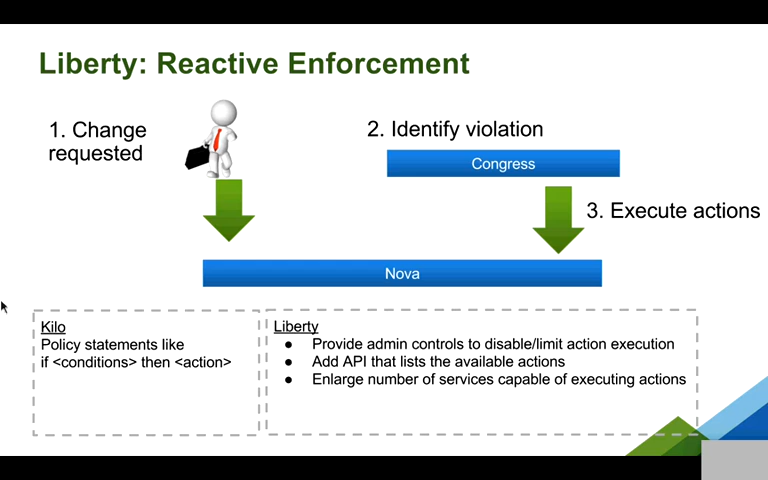 Liberty: Reactive Enforcement
1. Change
requested
2. Identify violation
Congress
3. Execute actions
Nova
Kilo
Policy statements like
if <conditions> then <action>
Liberty
● Provide admin controls to disable/limit action execution
● Add API that lists the available actions
● Enlarge number of services capable of executing actions